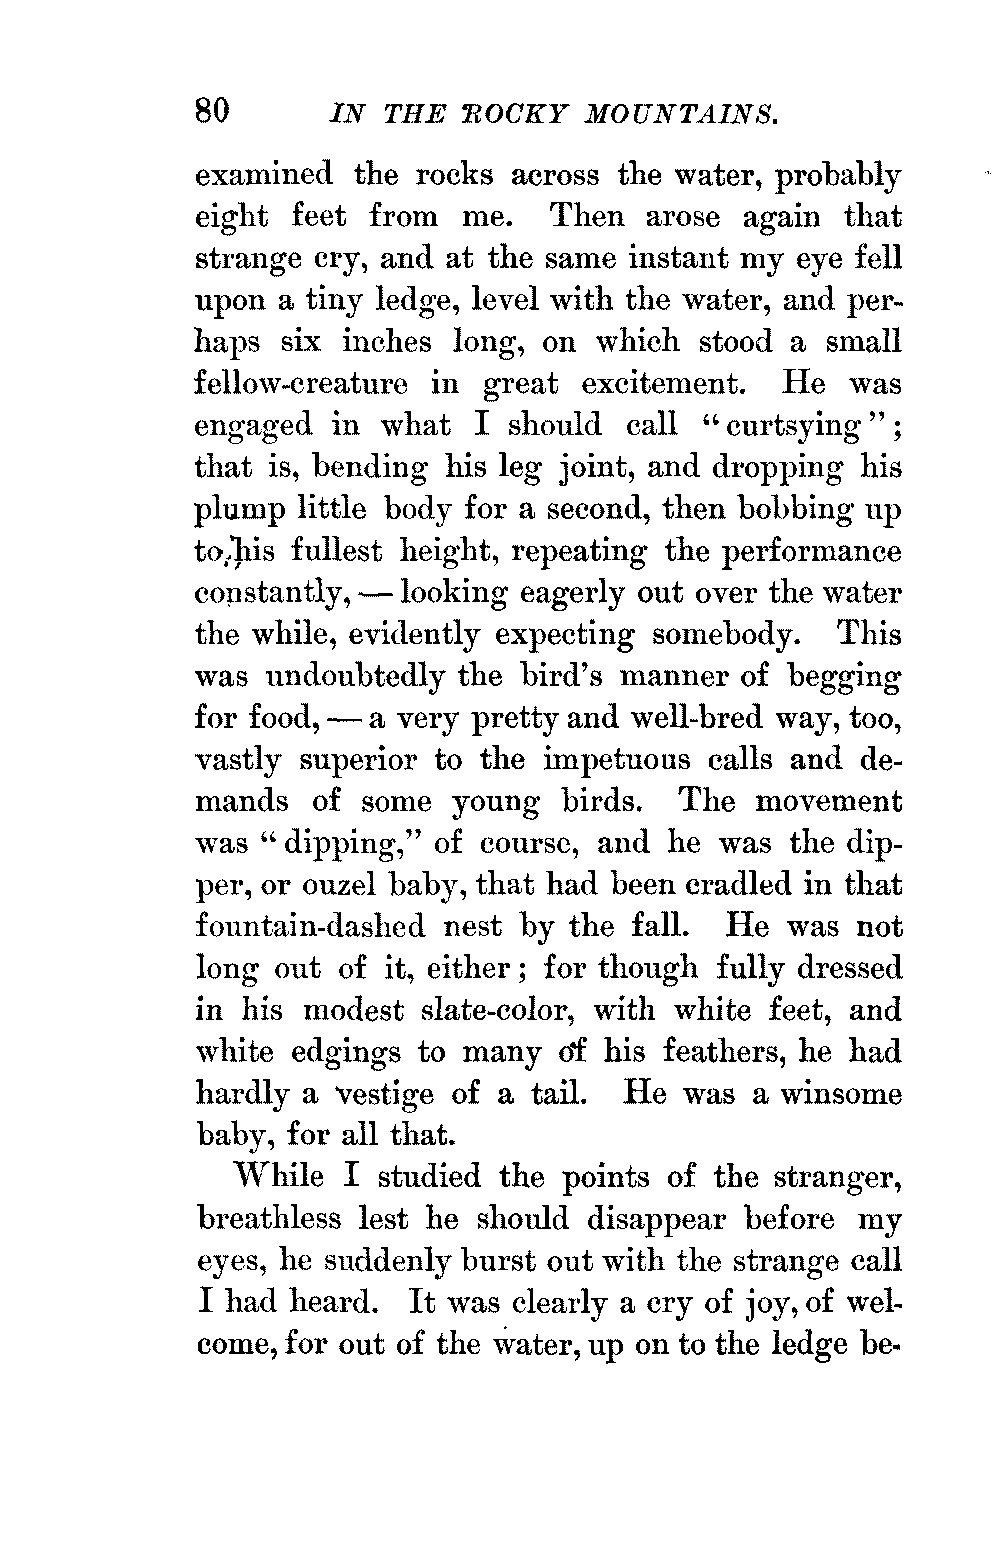 80 IN THE ROCKY MOUNTAINS.
examined the rocks across the water, probably
eight feet from me. Then arose again that
strange cry, and at the same instant my eye fell
upon a tiny ledge, level with the water, and per-
haps six inches long, on which stood a small
fellow-creature in great excitement. He was
engaged in what I should call “curtsying”;
that is, bending his leg joint, and dropping his
plump little body for a second, then bobbing up
to his fullest height, repeating the performance
constantly, — looking eagerly out over the water
the while, evidently expecting somebody. This
was undoubtedly the bird’s manner of begging
for food, — a very pretty and well-bred way, too,
vastly superior to the impetuous calls and de-
mands of some young birds. The movement
was “dipping,” of course, and he was the dip-
per, or ouzel baby, that had been cradled in that
fountain-dashed nest by the fall. He was not
long out of it, either; for though fully dressed
in his modest slate-color, with white feet, and
white edgings to many of his feathers, he had
hardly a vestige of a tail. He was a winsome
baby, for all that.
While I studied the points of the stranger,
breathless lest he should disappear before my
eyes, he suddenly burst out with the strange call
I had heard. It was clearly a cry of joy, of wel-
come, for out of the water, up on to the ledge be-